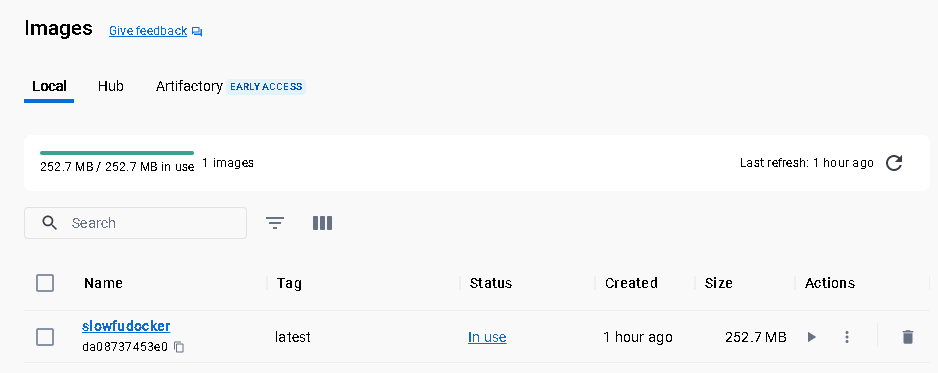 Images Give feedback
Local Hub Artifactory EARLY ACCESS
252.7 MB / 252.7 MB in use 1 images Last refresh: 1 hour ago
Search
Name Tag Status Created Size Actions
slowfudocker latest In use 1 hour ago 252.7 MB
da08737453e0